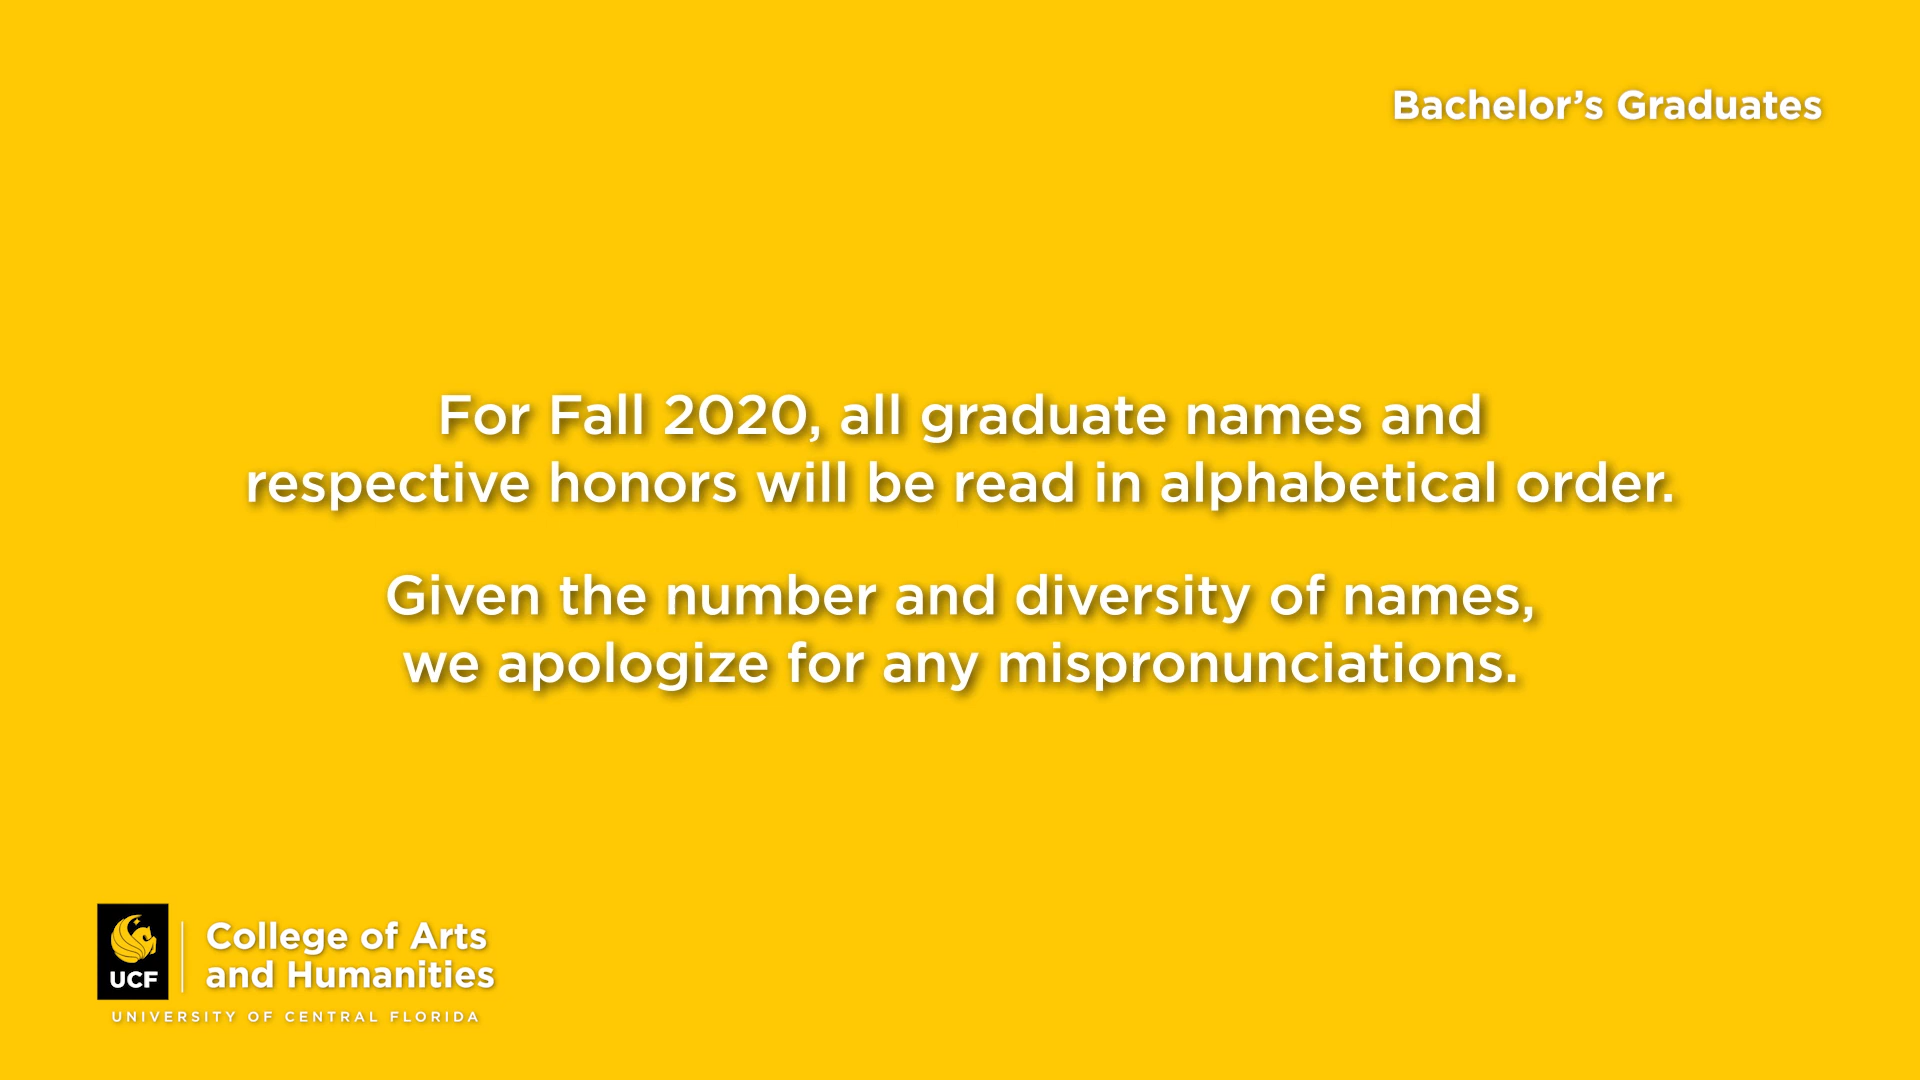 Bachelor’s Graduates
For Fall 2020, all graduate names and
respective honors will be read in alphabetical order.
Given the number and diversity of names,
we apologize for any mispronunciations.
UCF
College of Arts
and Humanities
UNIVERSITY OF CENTRAL FLORIDA